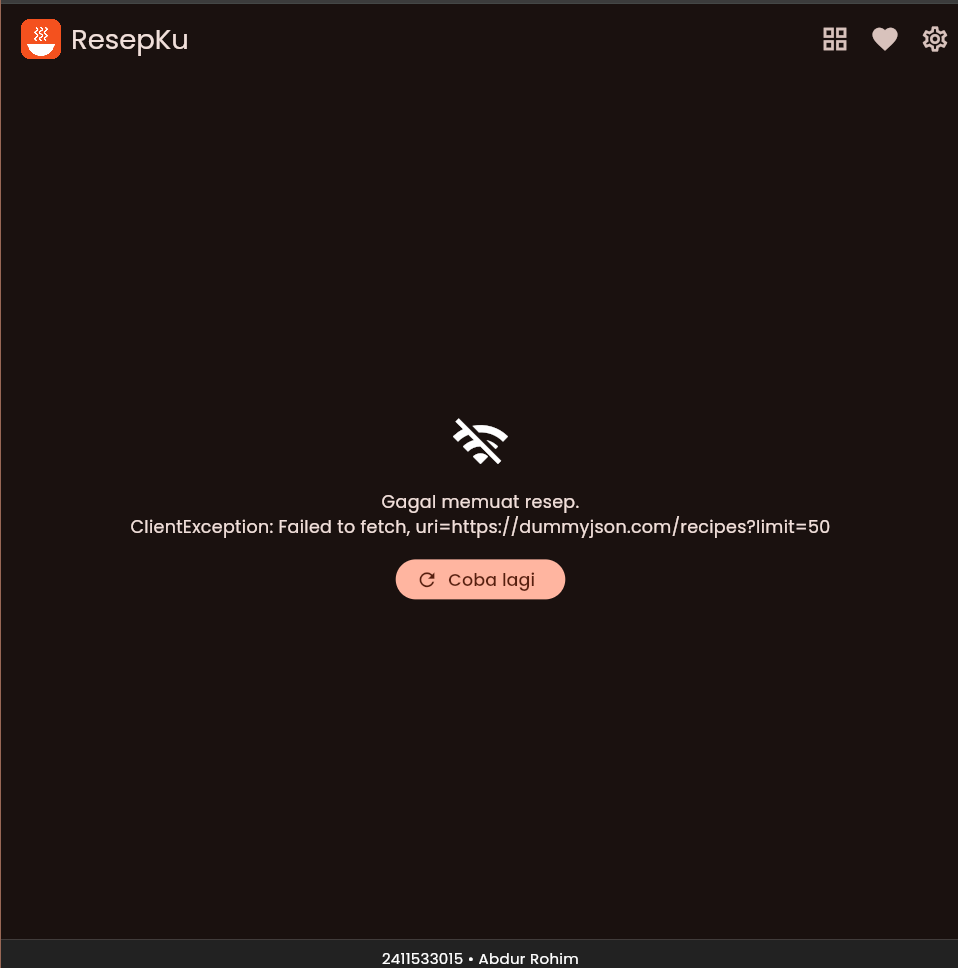 ResepKu
Gagal memuat resep.
ClientException: Failed to fetch, uri=https://dummyjson.com/recipes?limit=50
Coba lagi
2411533015 • Abdur Rohim